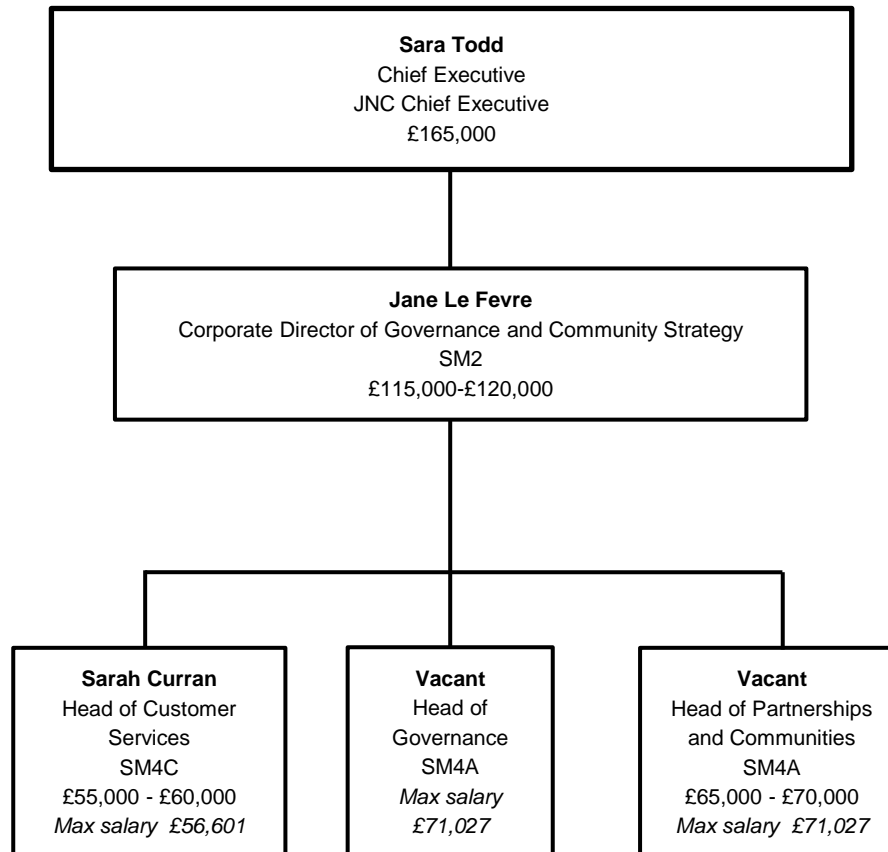 Sara Todd
Chief Executive
JNC Chief Executive
£165,000
Jane Le Fevre
Corporate Director of Governance and Community Strategy
SM2
£115,000-£120,000
Sarah Curran
Head of Customer
Services
SM4C
£55,000 - £60,000
Max salary £56,601
Vacant
Head of
Governance
SM4A
Max salary
£71,027
Vacant
Head of Partnerships
and Communities
SM4A
£65,000 - £70,000
Max salary £71,027